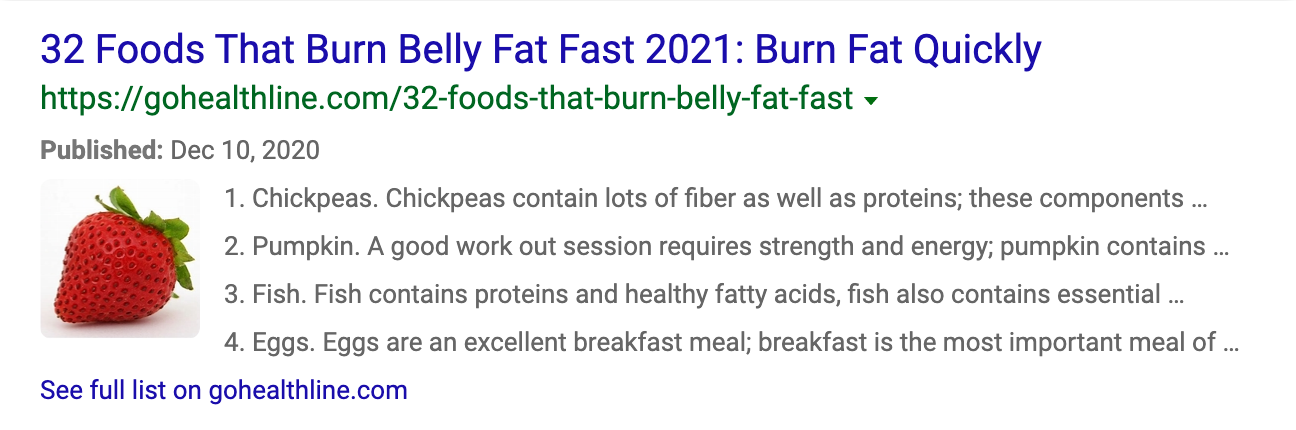 32 Foods That Burn Belly Fat Fast 2021: Burn Fat Quickly
https://gohealthline.com/32-foods-that-burn-belly-fat-fast
Published: Dec 10, 2020
1. Chickpeas. Chickpeas contain lots of fiber as well as proteins; these components ...
2. Pumpkin. A good work out session requires strength and energy; pumpkin contains ...
3. Fish. Fish contains proteins and healthy fatty acids, fish also contains essential ...
4. Eggs. Eggs are an excellent breakfast meal; breakfast is the most important meal of ...
See full list on gohealthline.com